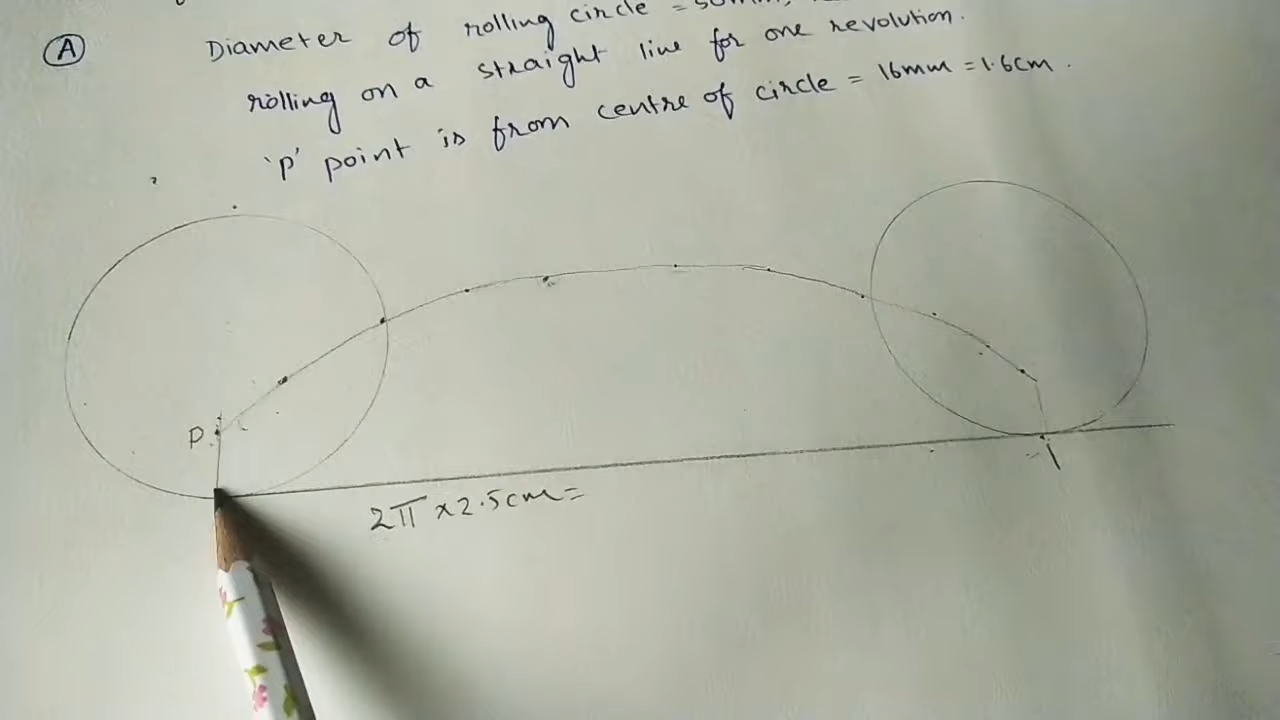 A
Diameter of rolling circle = 50mm,
rolling on a straight line for one revolution.
'p' point is from centre of circle = 16mm = 1.6cm.
P
2π x 2.5cm =